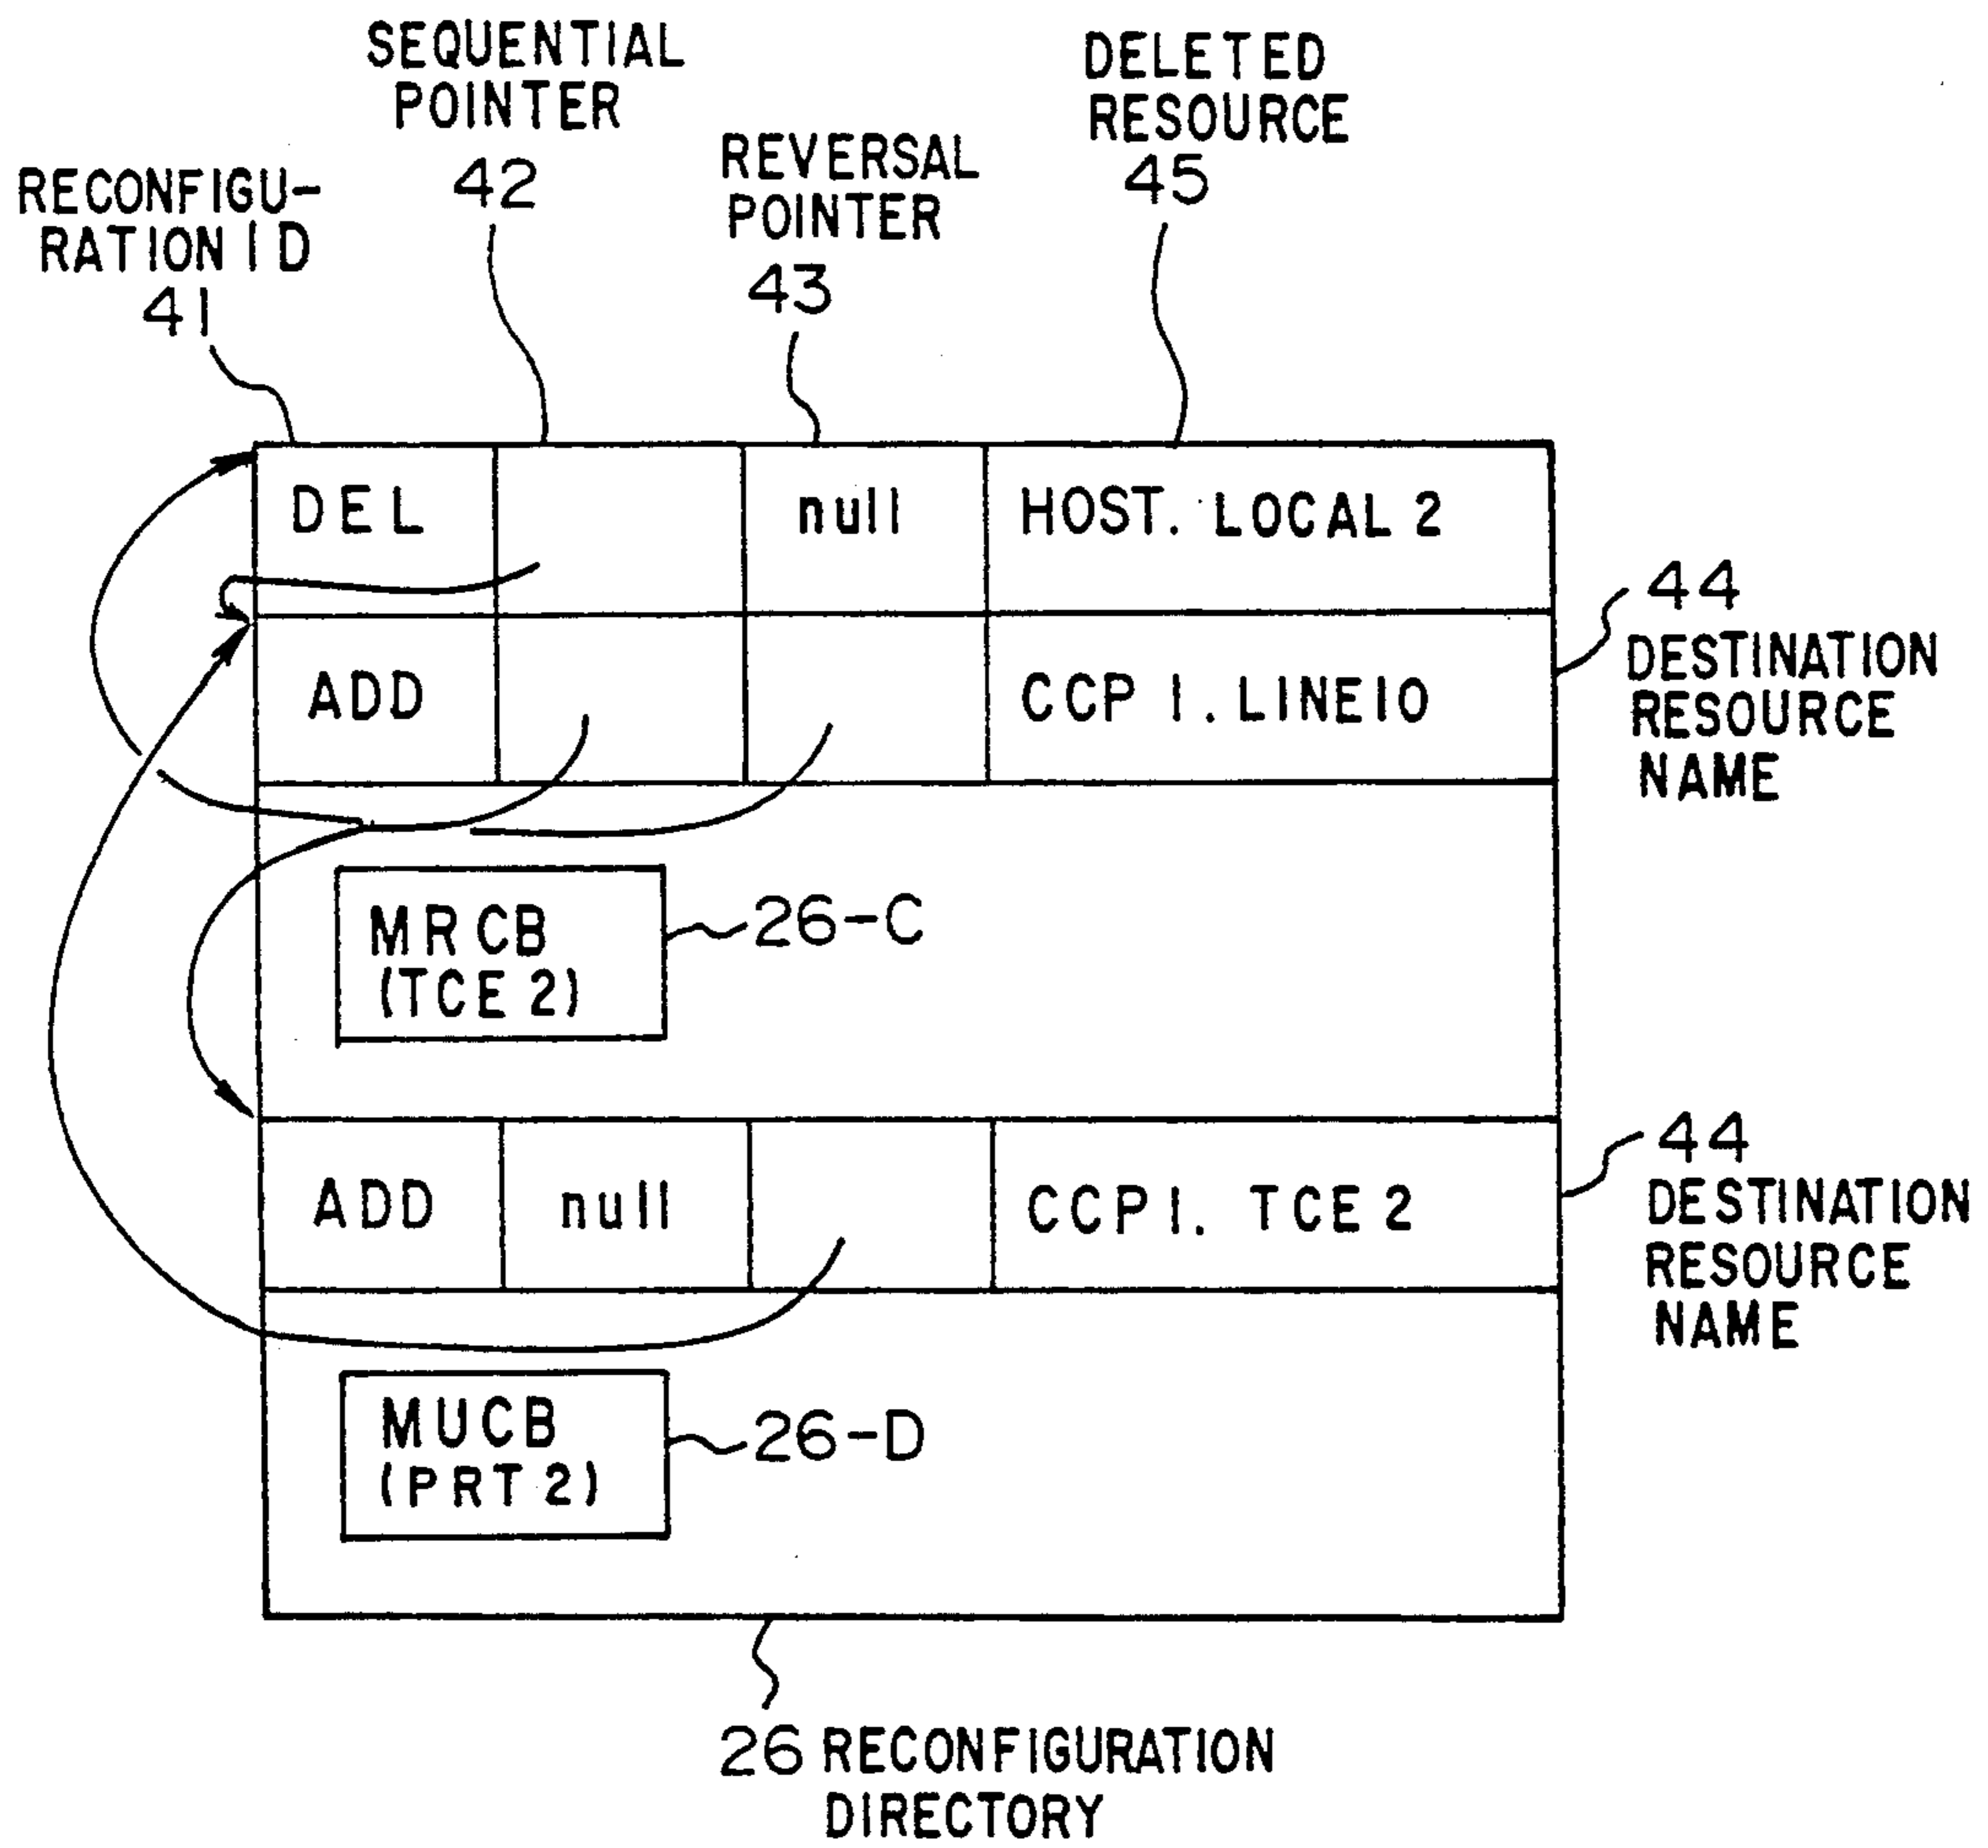 SEQUENTIAL
POINTER
42
DELETED
RESOURCE
45
REVERSAL
POINTER
43
RECONFIGU-
RATION ID
41
DEL null HOST. LOCAL 2
ADD CCP 1. LINE10
44
DESTINATION
RESOURCE
NAME
MRCB
(TCE 2)
26-C
ADD null CCP1. TCE 2
44
DESTINATION
RESOURCE
NAME
MUCB
(PRT 2)
26-D
26 RECONFIGURATION
DIRECTORY